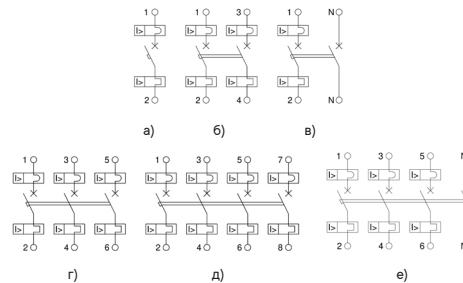 1 1 3 1 N
I> I> I> I>
I> I> I> I>
2 2 4 2 N
а) б) в)
1 3 5 1 3 5 7 1 3 5 N
I> I> I> I> I> I> I> I> I> I>
I> I> I> I> I> I> I> I> I> I>
2 4 6 2 4 6 8 2 4 6 N
г) д) е)